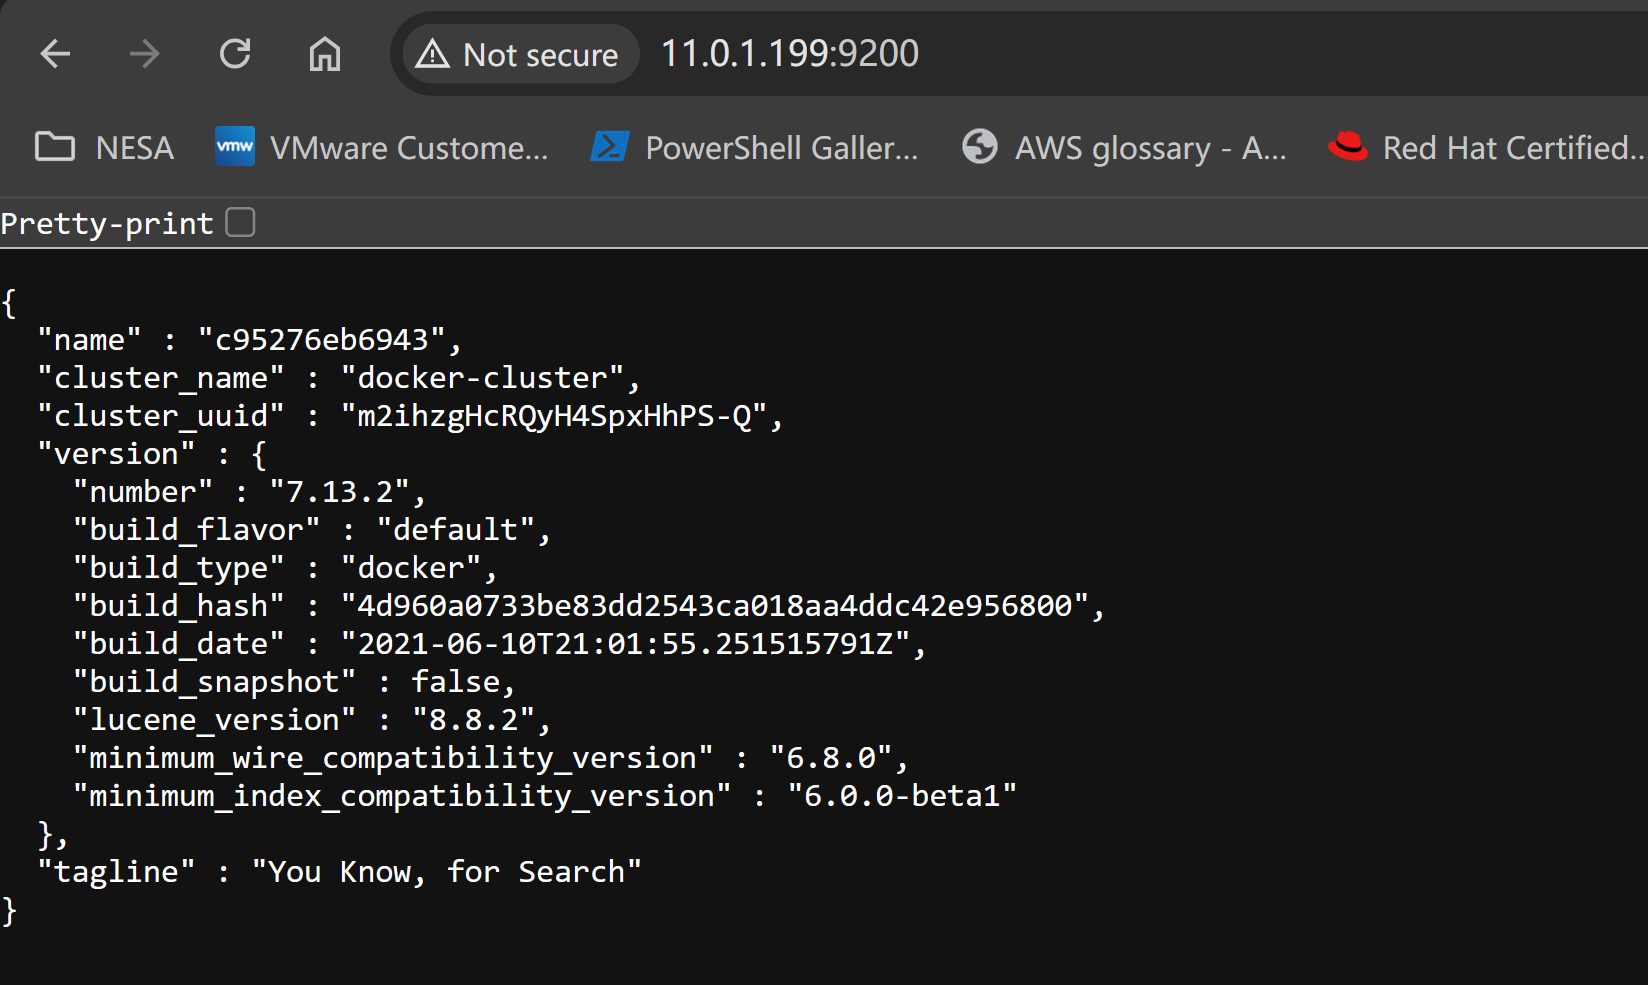 Not secure 11.0.1.199:9200
NESA vmw VMware Custome... PowerShell Galler... AWS glossary - A... Red Hat Certified...
Pretty-print
{
  "name" : "c95276eb6943",
  "cluster_name" : "docker-cluster",
  "cluster_uuid" : "m2ihzgHcRQyH4SpxHhPS-Q",
  "version" : {
    "number" : "7.13.2",
    "build_flavor" : "default",
    "build_type" : "docker",
    "build_hash" : "4d960a0733be83dd2543ca018aa4ddc42e956800",
    "build_date" : "2021-06-10T21:01:55.251515791Z",
    "build_snapshot" : false,
    "lucene_version" : "8.8.2",
    "minimum_wire_compatibility_version" : "6.8.0",
    "minimum_index_compatibility_version" : "6.0.0-beta1"
  },
  "tagline" : "You Know, for Search"
}